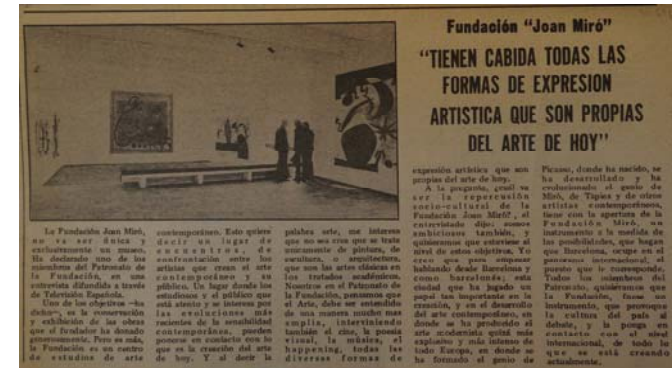 Fundación "Joan Miró"
"TIENEN CABIDA TODAS LAS
FORMAS DE EXPRESION
ARTISTICA QUE SON PROPIAS
DEL ARTE DE HOY"
La Fundación Joan Miró,
no va ser única y
exclusivamente un museo.
Ha declarado uno de los
miembros del Patronato de
la Fundación, en una
entrevista difundida a través
de Televisión Española.
Uno de los objetivos —ha
dicho—, es la conservación
y exhibición de las obras
que el fundador ha donado
generosamente. Pero es más,
la Fundación es un centro
de estudios de arte
contemporáneo. Esto quiere
decir un lugar de
encuentros, de
confrontación entre los
artistas que crean el arte
contemporáneo y su
público. Un lugar donde los
estudiosos y el público que
está atento y se interesa por
las evoluciones más
recientes de la sensibilidad
contemporánea, pueden
ponerse en contacto con lo
que es la creación del arte
de hoy. Y al decir la
palabra arte, me interesa
que no sea crea que se trata
unicamente de pintura, de
escultura, o arquitectura,
que son las artes clásicas en
los tratados académicos.
Nosotros en el Patronato de
la Fundación, pensamos que
el Arte, debe ser entendido
de una manera mucho mas
amplia, interviniendo
también el cine, la poesía
visual, la música, el
happening, todas las
diversas formas de
expresión artística que son
propias del arte de hoy.
A la pregunta, ¿cuál va
ser la repercusión
socio-cultural de la
Fundación Joan Miró?, el
entrevistado dijo: somos
ambiciosos también, y
quisieramos que estuviese al
nivel de estos objetivos. Yo
creo que para empezar
hablando desde Barcelona y
como barcelonés, esta
ciudad que ha jugado un
papel tan importante en la
creación, y en el desarrollo
del arte contemporáneo, en
donde se ha producido el
arte modernista quizá más
explosivo y más intenso de
todo Europa, en donde se
ha formado el genio de
Picasso, donde ha nacido, se
ha desarrollado y ha
evolucionado el genio de
Miró, de Tàpies y de otros
artistas contemporáneos,
tiene con la apertura de la
Fundación Miró, un
instrumento a la medida de
las posibilidades, que hagan
que Barcelona, ocupe en el
panorama internacional, el
puesto que le corresponde.
Todos los miembros del
Patronato, quisiéramos que
la Fundación, fuese un
instrumento, que provoque
la cultura del país al
debate, y la ponga en
contacto con el nivel
internacional, de todo lo
que se está creando
actualmente.